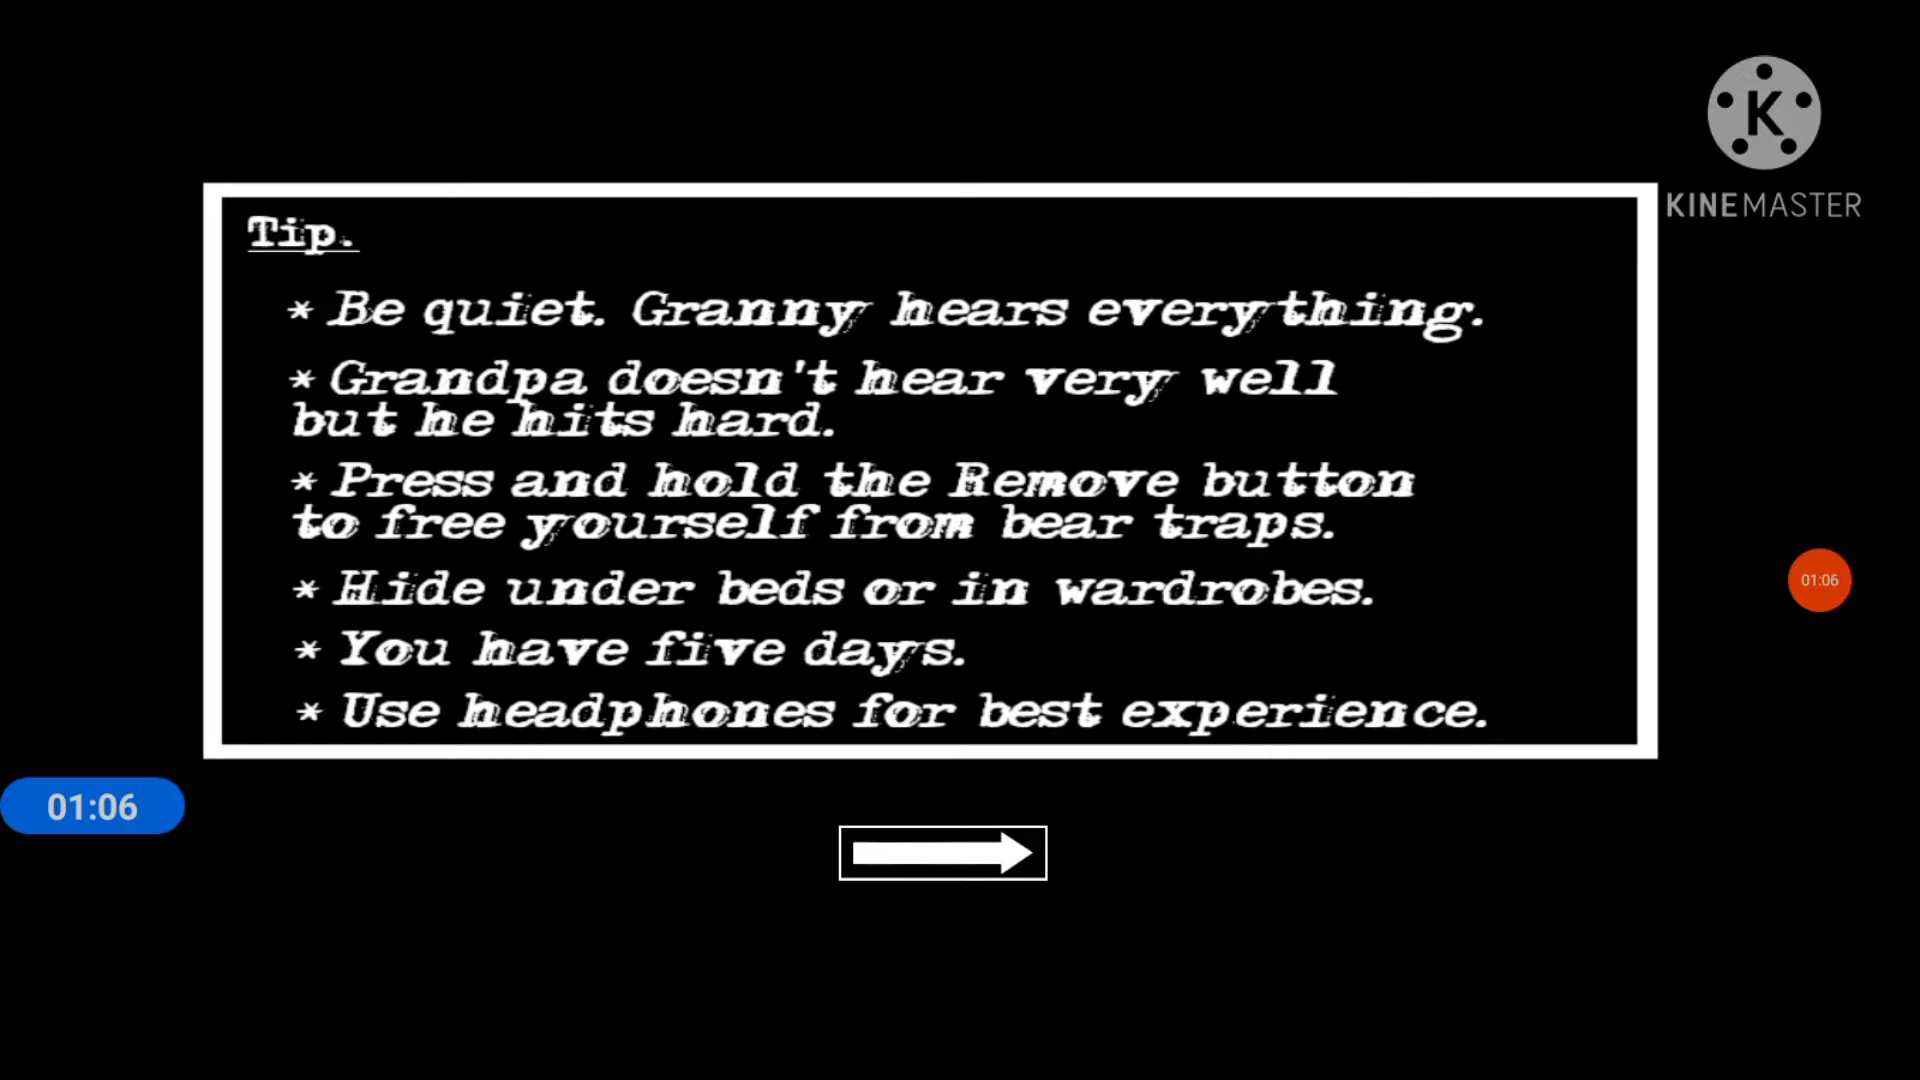 K
KINEMASTER
Tip.
* Be quiet. Granny hears everything.
* Grandpa doesn't hear very well
but he hits hard.
* Press and hold the Remove button
to free yourself from bear traps.
* Hide under beds or in wardrobes.
* You have five days.
* Use headphones for best experience.
01:06
01:06